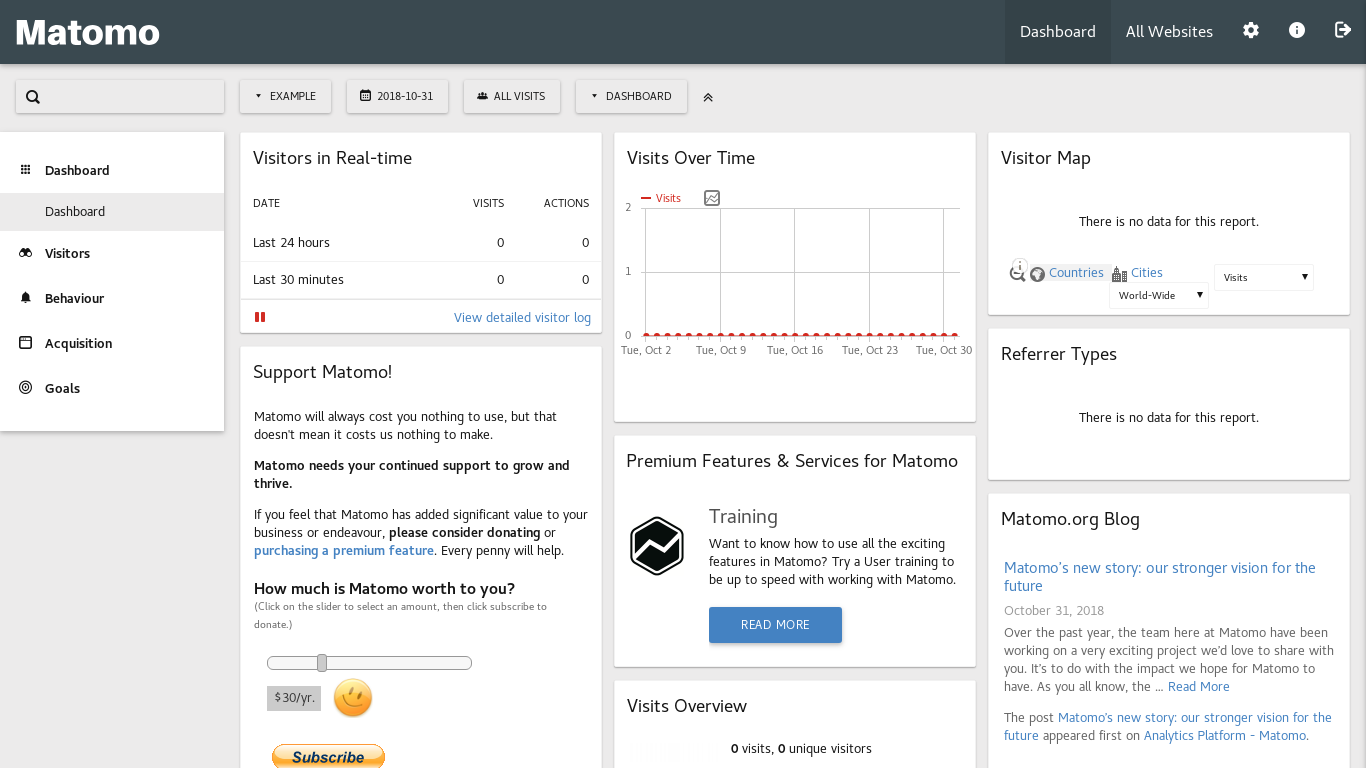 Matomo
Dashboard
All Websites
EXAMPLE
2018-10-31
ALL VISITS
DASHBOARD
Dashboard
Dashboard
Visitors
Behaviour
Acquisition
Goals
Visitors in Real-time
DATE VISITS ACTIONS
Last 24 hours 0 0
Last 30 minutes 0 0
View detailed visitor log
Support Matomo!
Matomo will always cost you nothing to use, but that
doesn't mean it costs us nothing to make.
Matomo needs your continued support to grow and
thrive.
If you feel that Matomo has added significant value to your
business or endeavour, please consider donating or
purchasing a premium feature. Every penny will help.
How much is Matomo worth to you?
(Click on the slider to select an amount, then click subscribe to
donate.)
$30/yr.
Subscribe
Visits Over Time
Visits
2
1
0
Tue, Oct 2 Tue, Oct 9 Tue, Oct 16 Tue, Oct 23 Tue, Oct 30
Premium Features & Services for Matomo
Training
Want to know how to use all the exciting
features in Matomo? Try a User training to
be up to speed with working with Matomo.
READ MORE
Visits Overview
0 visits, 0 unique visitors
Visitor Map
There is no data for this report.
Countries Cities Visits
World-Wide
Referrer Types
There is no data for this report.
Matomo.org Blog
Matomo's new story: our stronger vision for the
future
October 31, 2018
Over the past year, the team here at Matomo have been
working on a very exciting project we'd love to share with
you. It's to do with the impact we hope for Matomo to
have. As you all know, the ... Read More
The post Matomo's new story: our stronger vision for the
future appeared first on Analytics Platform - Matomo.